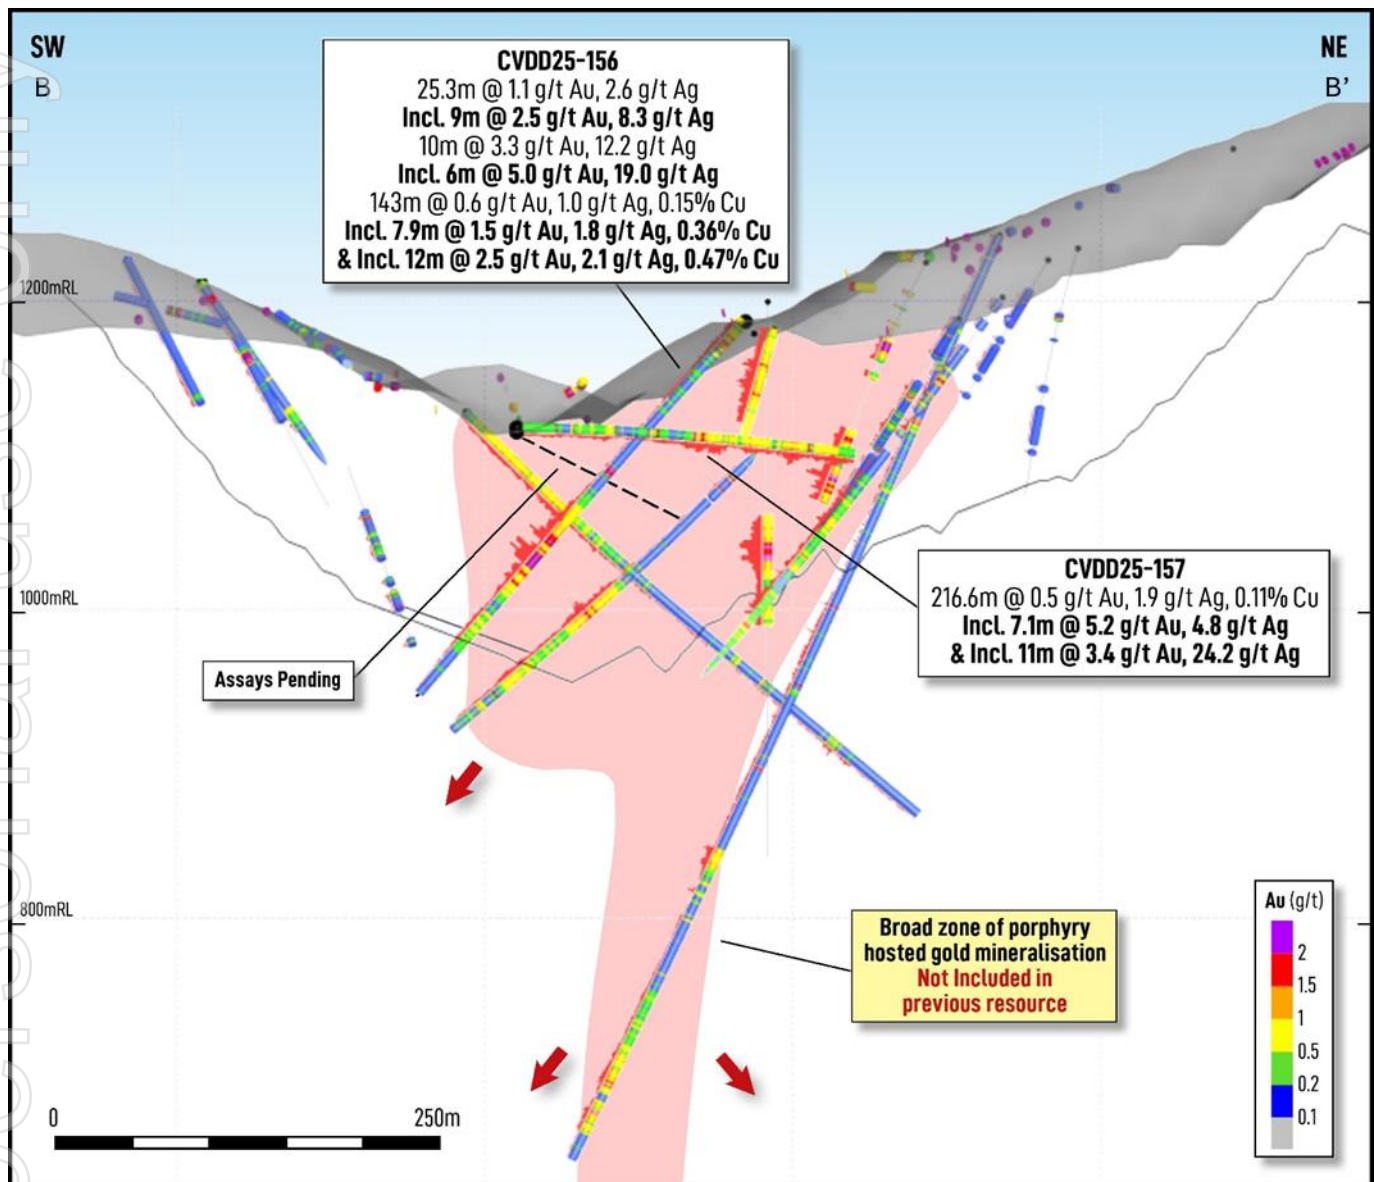 SW
NE
B
B'
CVDD25-156
25.3m @ 1.1 g/t Au, 2.6 g/t Ag
Incl. 9m @ 2.5 g/t Au, 8.3 g/t Ag
10m @ 3.3 g/t Au, 12.2 g/t Ag
Incl. 6m @ 5.0 g/t Au, 19.0 g/t Ag
143m @ 0.6 g/t Au, 1.0 g/t Ag, 0.15% Cu
Incl. 7.9m @ 1.5 g/t Au, 1.8 g/t Ag, 0.36% Cu
& Incl. 12m @ 2.5 g/t Au, 2.1 g/t Ag, 0.47% Cu
1200mRL
CVDD25-157
216.6m @ 0.5 g/t Au, 1.9 g/t Ag, 0.11% Cu
Incl. 7.1m @ 5.2 g/t Au, 4.8 g/t Ag
& Incl. 11m @ 3.4 g/t Au, 24.2 g/t Ag
1000mRL
Assays Pending
800mRL
Broad zone of porphyry
hosted gold mineralisation
Not Included in
previous resource
Au (g/t)
2
1.5
1
0.5
0.2
0.1
0
250m